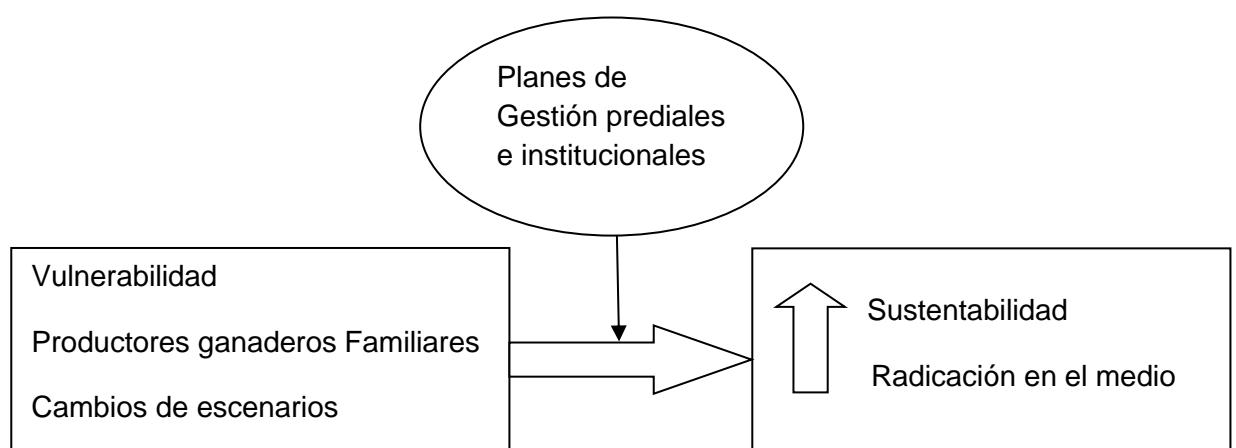 Planes de
Gestión prediales
e institucionales
Vulnerabilidad
Productores ganaderos Familiares
Cambios de escenarios
Sustentabilidad
Radicación en el medio